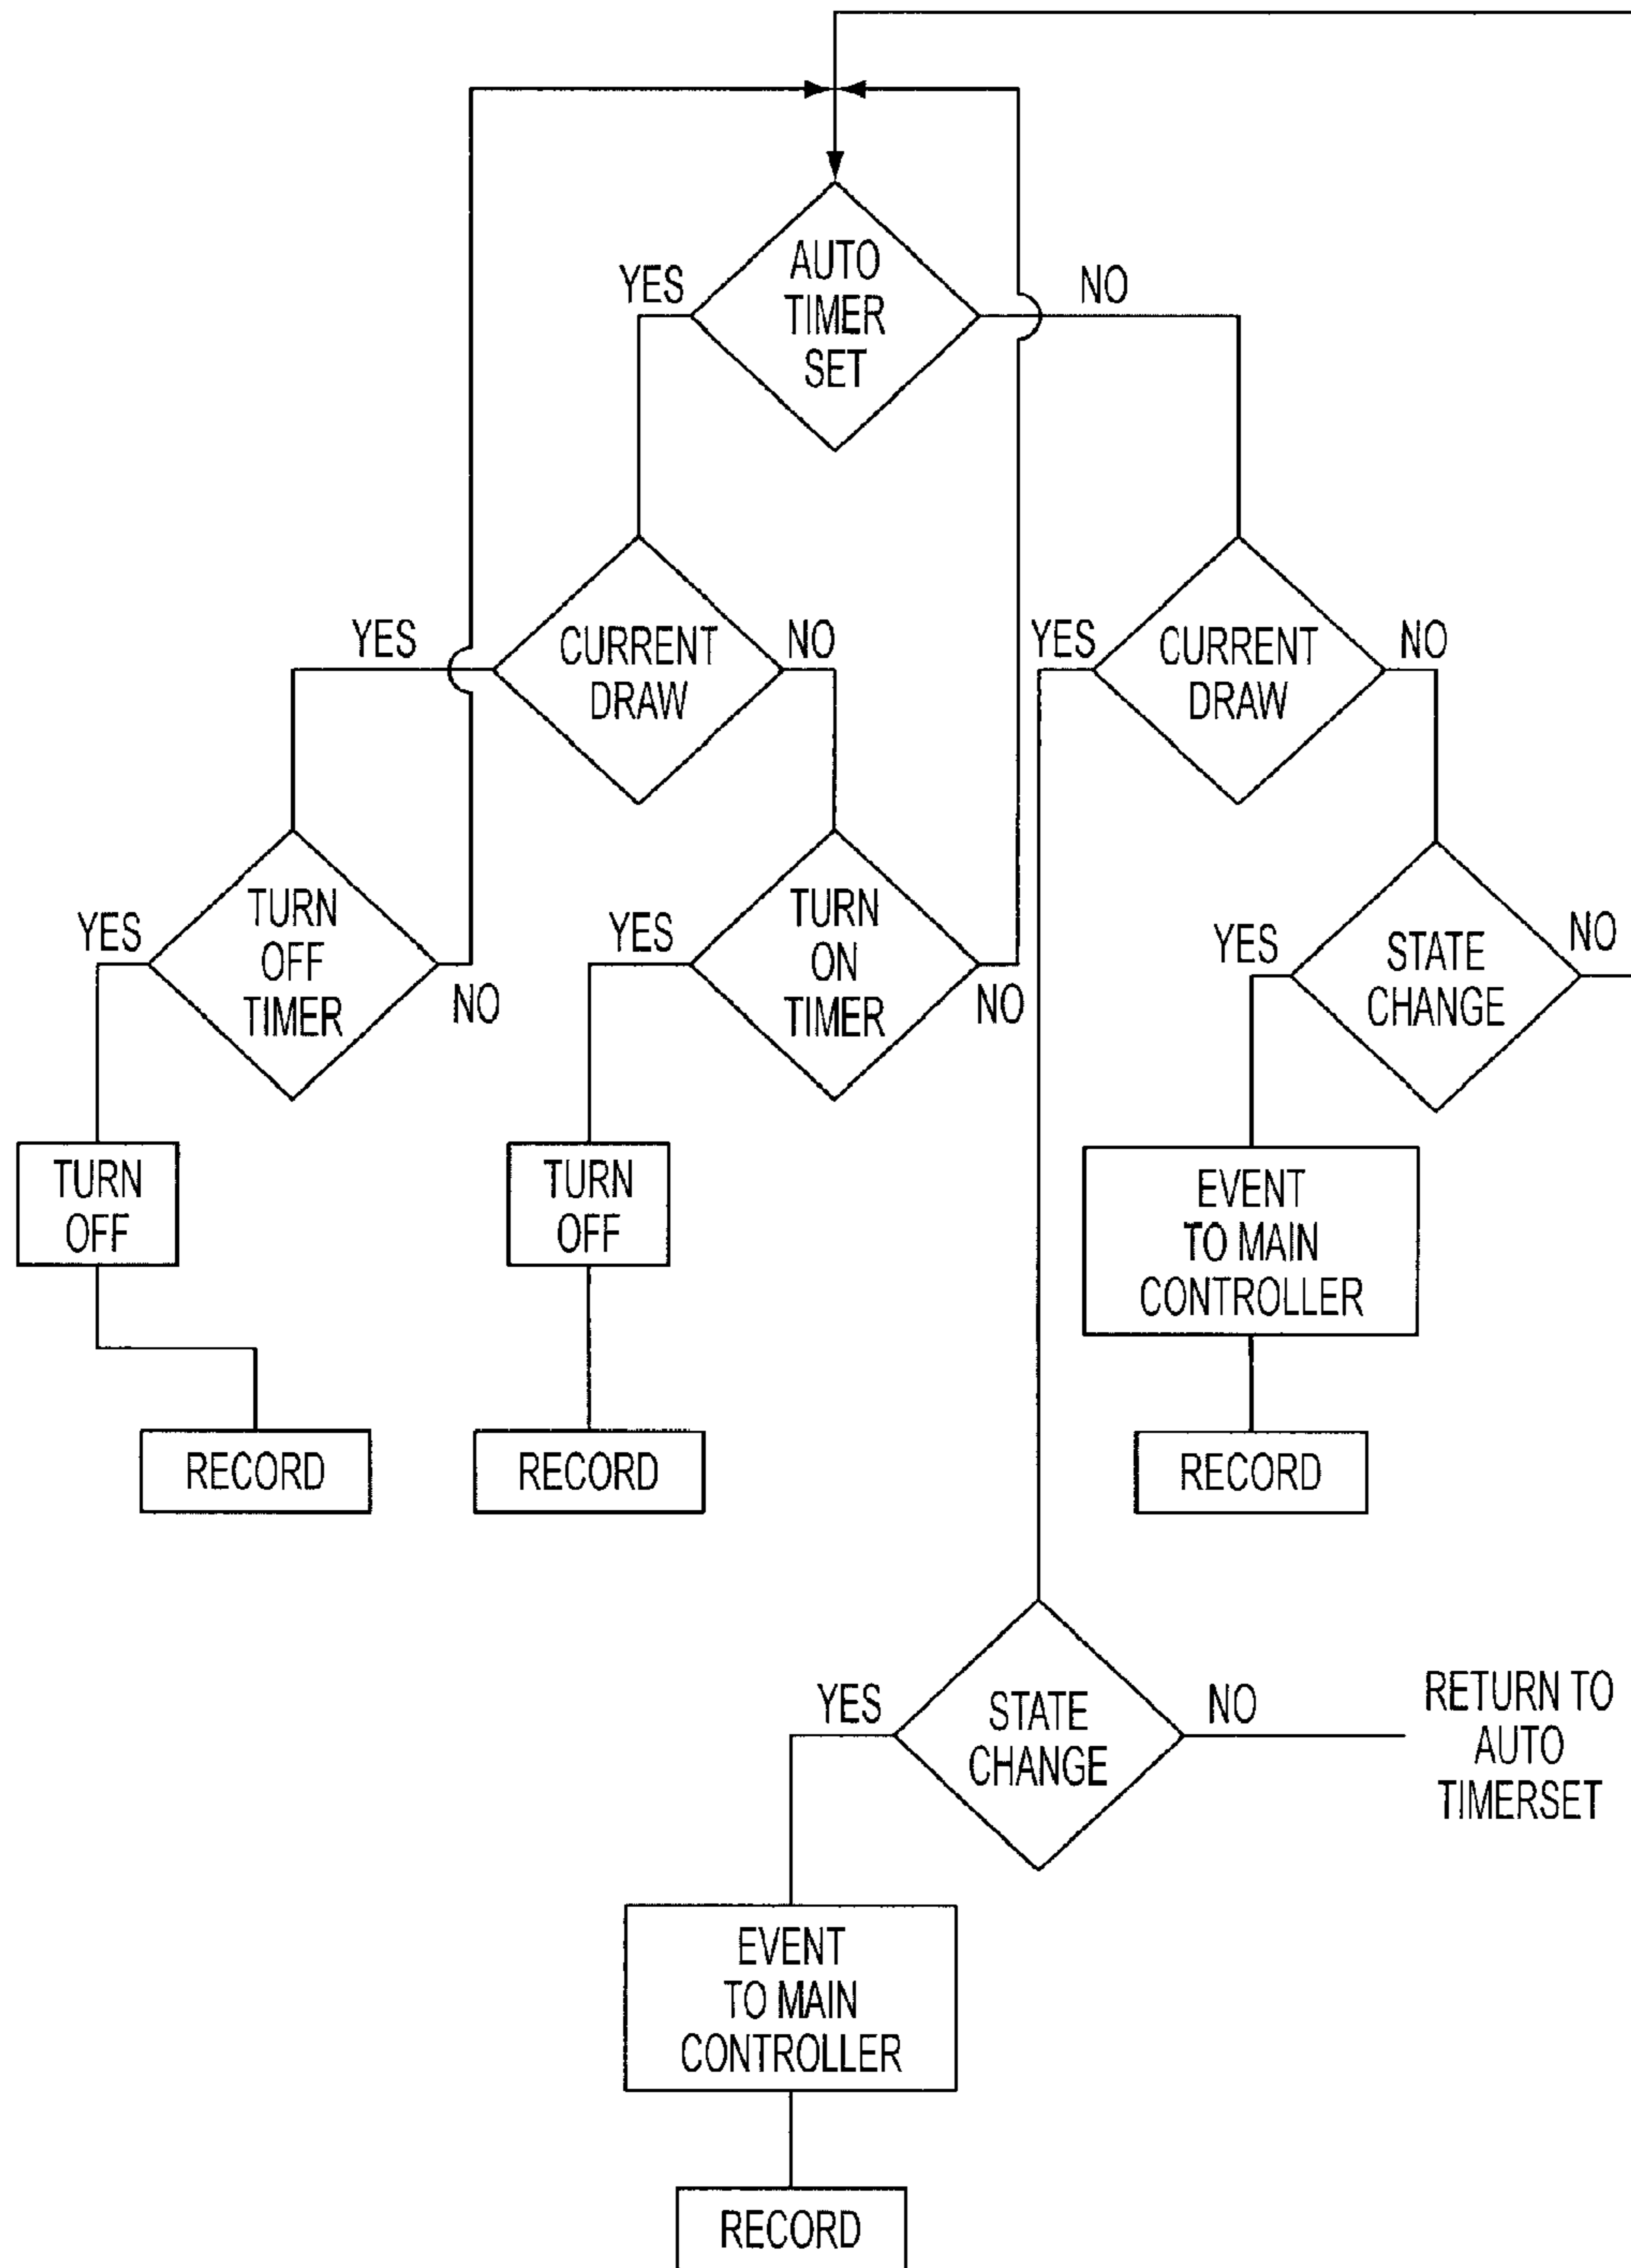 AUTO
TIMER
SET
YES
NO
CURRENT
DRAW
YES
NO
CURRENT
DRAW
YES
NO
TURN
OFF
TIMER
YES
NO
TURN
ON
TIMER
YES
NO
STATE
CHANGE
YES
NO
TURN
OFF
TURN
OFF
EVENT
TO MAIN
CONTROLLER
RECORD
RECORD
RECORD
STATE
CHANGE
YES
NO
RETURN TO
AUTO
TIMERSET
EVENT
TO MAIN
CONTROLLER
RECORD